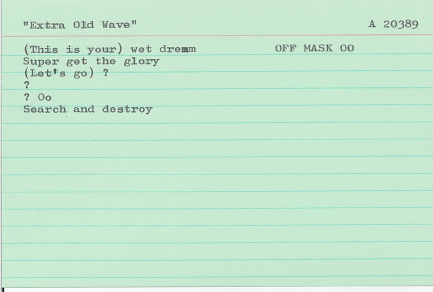 "Extra Old Wave" A 20389
(This is your) wet dremm OFF MASK OO
Super get the glory
(Let's go) ?
?
? Oo
Search and destroy